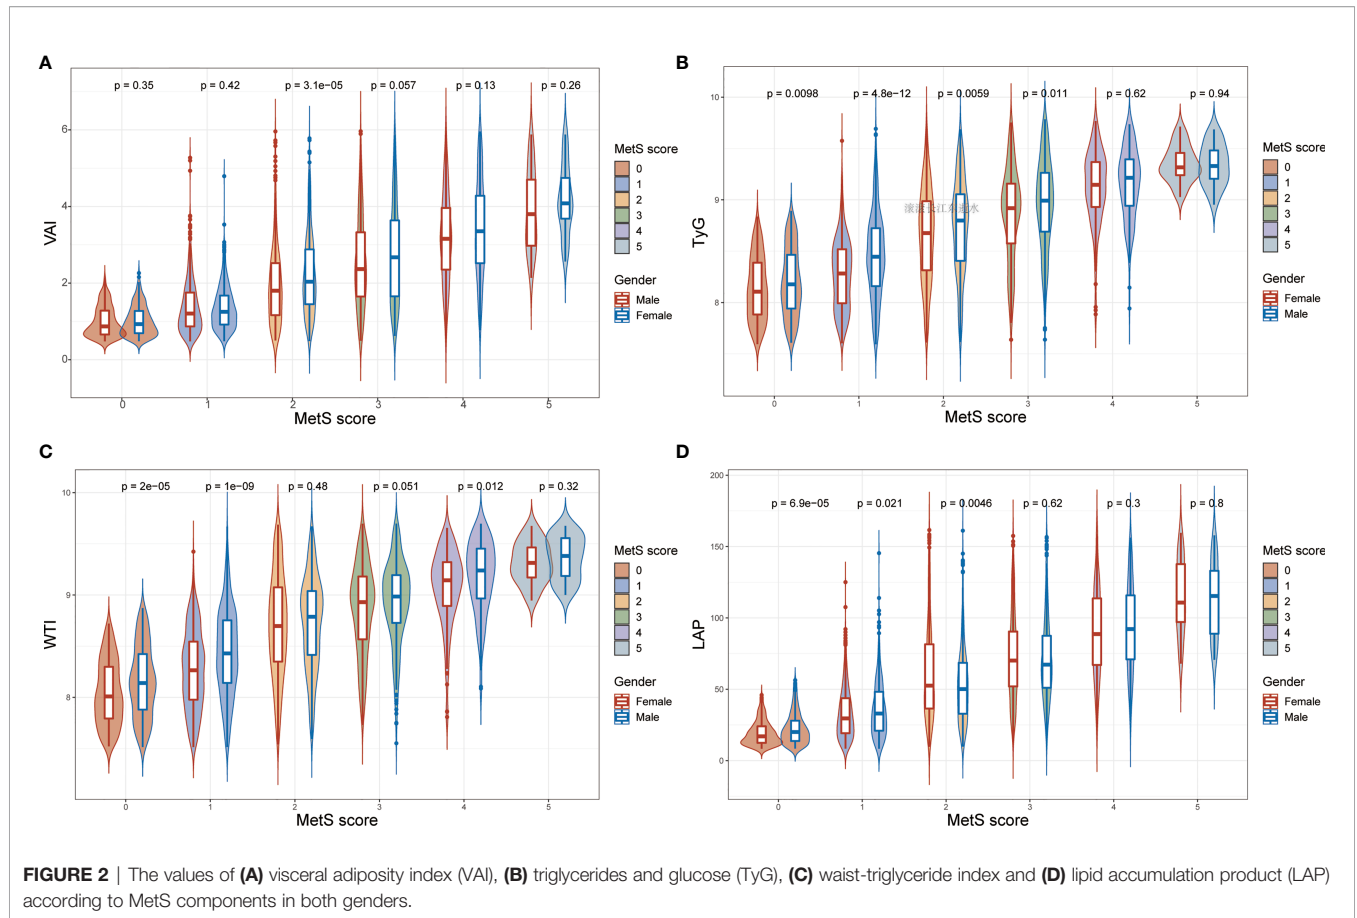 A
p = 0.35
p = 0.42
p = 3.1e−05
p = 0.057
p = 0.13
p = 0.26
6
4
2
0
VAI
0
1
2
3
4
5
MetS score
MetS score
0
1
2
3
4
5
Gender
Male
Female
B
p = 0.0098
p = 4.8e−12
p = 0.0059
p = 0.011
p = 0.62
p = 0.94
10
9
8
TyG
滚滚长江东逝水
0
1
2
3
4
5
MetS score
MetS score
0
1
2
3
4
5
Gender
Female
Male
C
p = 2e−05
p = 1e−09
p = 0.48
p = 0.051
p = 0.012
p = 0.32
10
9
8
WTI
0
1
2
3
4
5
MetS score
MetS score
0
1
2
3
4
5
Gender
Female
Male
D
p = 6.9e−05
p = 0.021
p = 0.0046
p = 0.62
p = 0.3
p = 0.8
200
150
100
50
0
LAP
0
1
2
3
4
5
MetS score
MetS score
0
1
2
3
4
5
Gender
Female
Male
FIGURE 2 | The values of (A) visceral adiposity index (VAI), (B) triglycerides and glucose (TyG), (C) waist-triglyceride index and (D) lipid accumulation product (LAP)
according to MetS components in both genders.